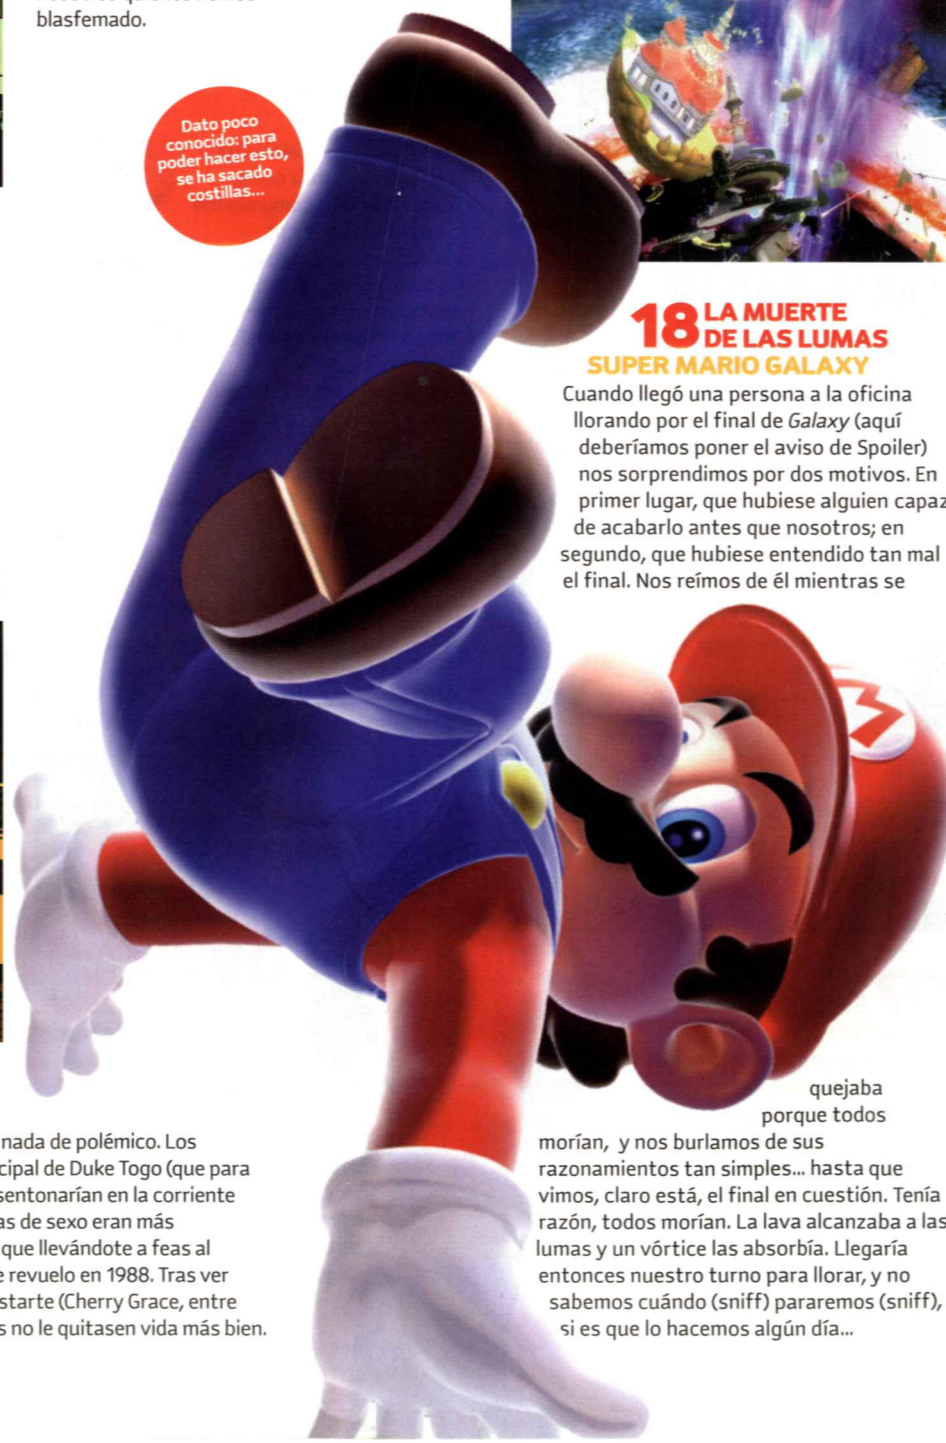 blasfemado.
Dato poco
conocido: para
poder hacer esto,
se ha sacado
costillas...
18 LA MUERTE
DE LAS LUMAS
SUPER MARIO GALAXY
Cuando llegó una persona a la oficina
llorando por el final de Galaxy (aquí
deberíamos poner el aviso de Spoiler)
nos sorprendimos por dos motivos. En
primer lugar, que hubiese alguien capaz
de acabarlo antes que nosotros; en
segundo, que hubiese entendido tan mal
el final. Nos reímos de él mientras se
M
quejaba
porque todos
morían, y nos burlamos de sus
razonamientos tan simples... hasta que
vimos, claro está, el final en cuestión. Tenía
razón, todos morían. La lava alcanzaba a las
lumas y un vórtice las absorbía. Llegaría
entonces nuestro turno para llorar, y no
sabemos cuándo (sniff) pararemos (sniff),
si es que lo hacemos algún día...
nada de polémico. Los
cipal de Duke Togo (que para
sentonarían en la corriente
as de sexo eran más
que llevándote a feas al
e revuelo en 1988. Tras ver
starte (Cherry Grace, entre
s no le quitasen vida más bien.